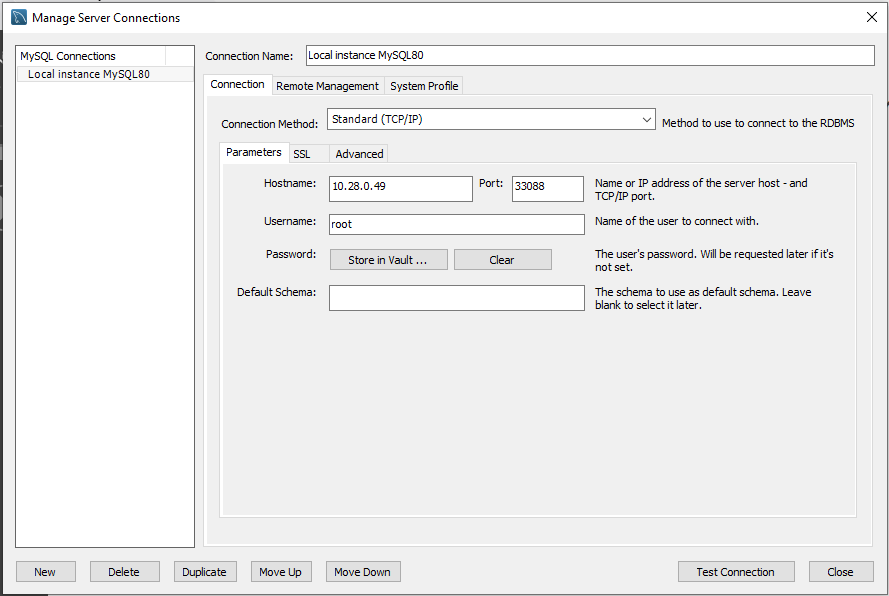 Manage Server Connections
MySQL Connections
Local instance MySQL80
Connection Name: Local instance MySQL80
Connection Remote Management System Profile
Connection Method: Standard (TCP/IP) Method to use to connect to the RDBMS
Parameters SSL Advanced
Hostname: 10.28.0.49 Port: 33088 Name or IP address of the server host - and
TCP/IP port.
Username: root Name of the user to connect with.
Password: Store in Vault ... Clear The user's password. Will be requested later if it's
not set.
Default Schema: The schema to use as default schema. Leave
blank to select it later.
New Delete Duplicate Move Up Move Down Test Connection Close